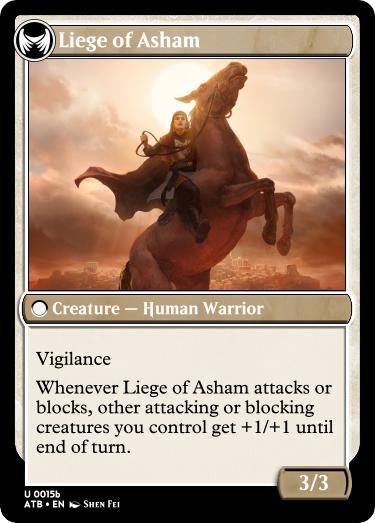 Liege of Asham
Creature — Human Warrior
Vigilance
Whenever Liege of Asham attacks or
blocks, other attacking or blocking
creatures you control get +1/+1 until
end of turn.
3/3
U 0015b
ATB • EN Shen Fei